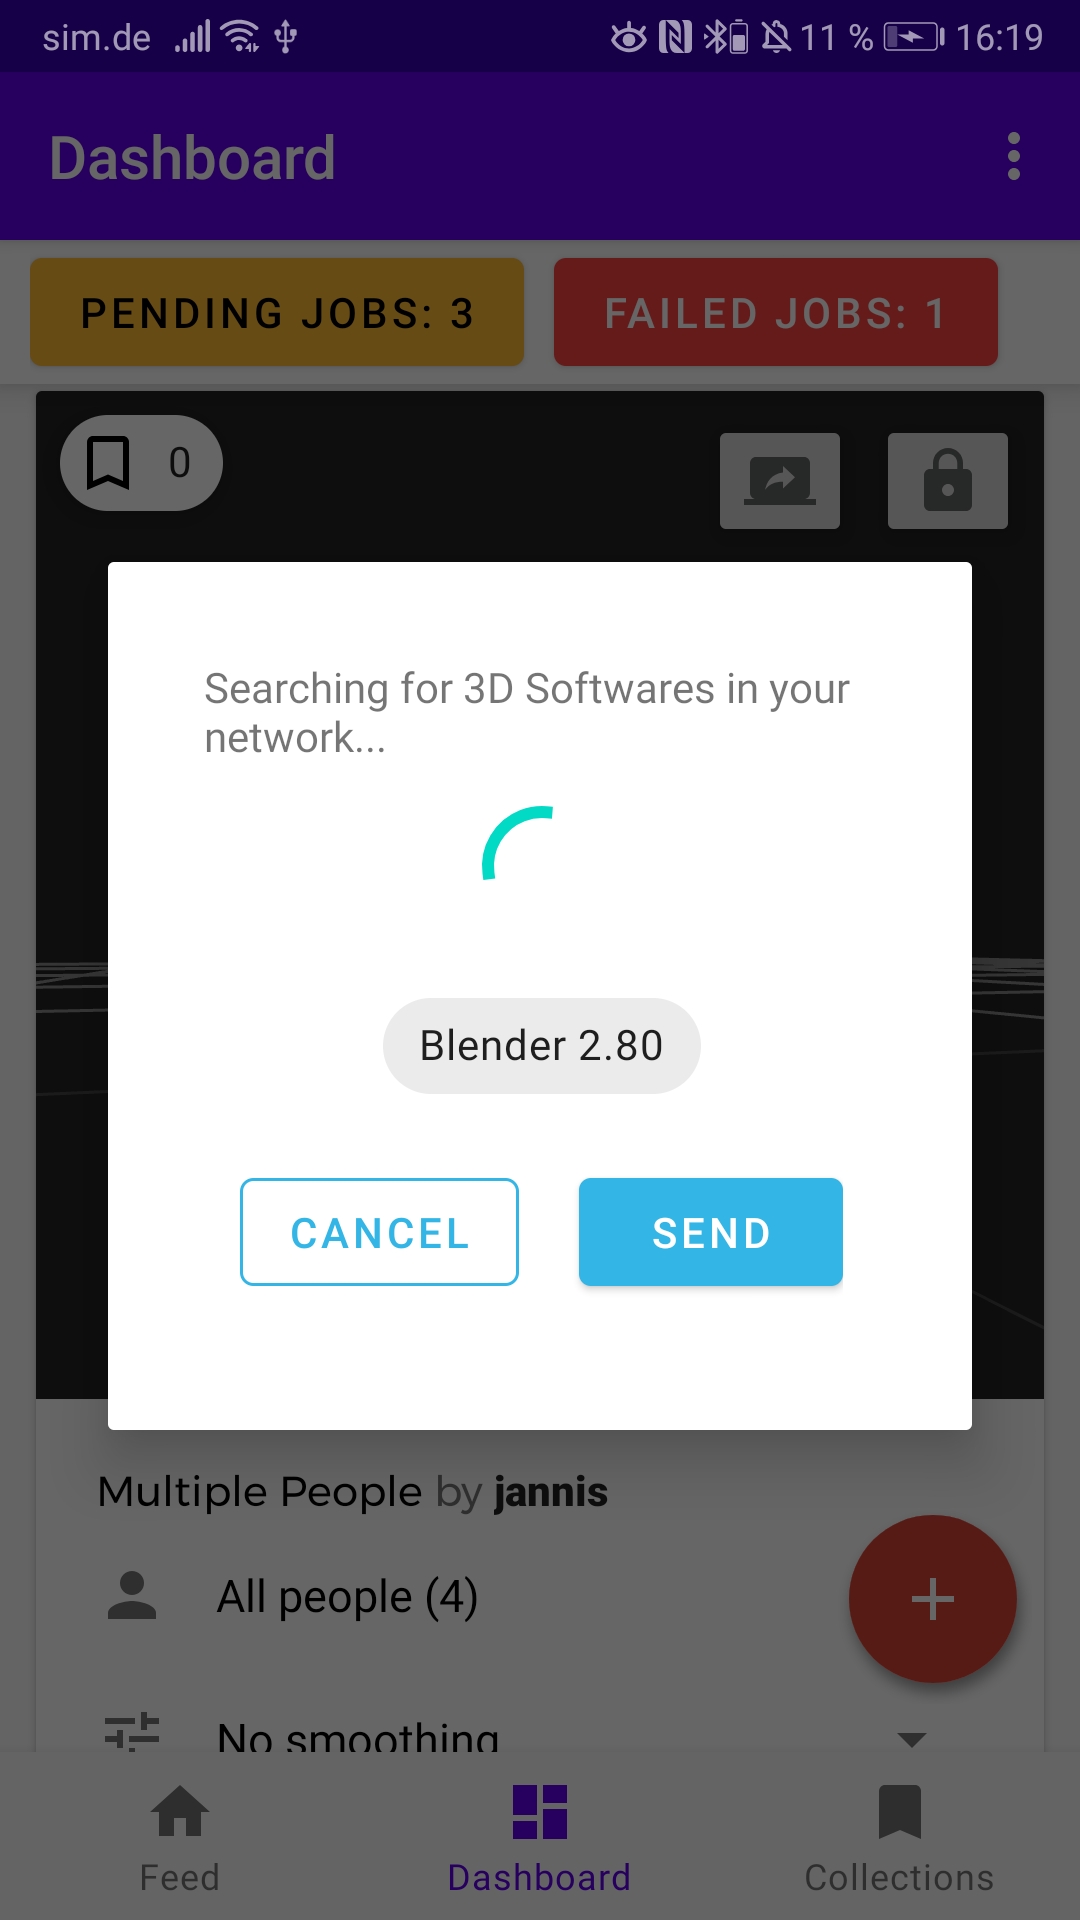 sim.de 11 % 16:19
Dashboard
PENDING JOBS: 3 FAILED JOBS: 1
0
Searching for 3D Softwares in your
network...
Blender 2.80
CANCEL SEND
Multiple People by jannis
All people (4)
No smoothing
Feed Dashboard Collections